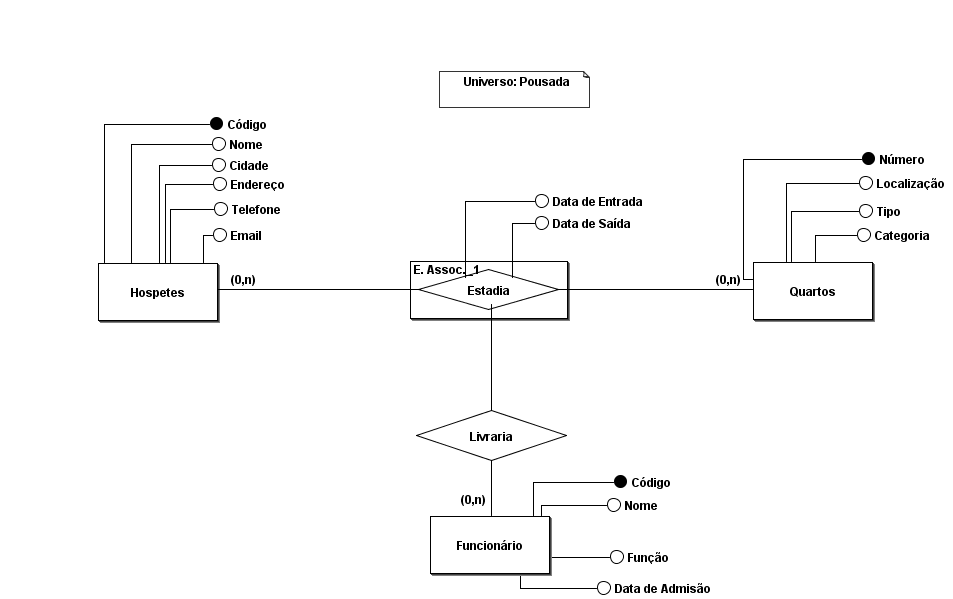 Universo: Pousada
Código
Nome
Cidade
Endereço
Telefone
Email
Número
Localização
Tipo
Categoria
Data de Entrada
Data de Saída
E. Assoc._1
(0,n)
(0,n)
Hospetes
Estadia
Quartos
Livraria
(0,n)
Código
Nome
Funcionário
Função
Data de Admisão